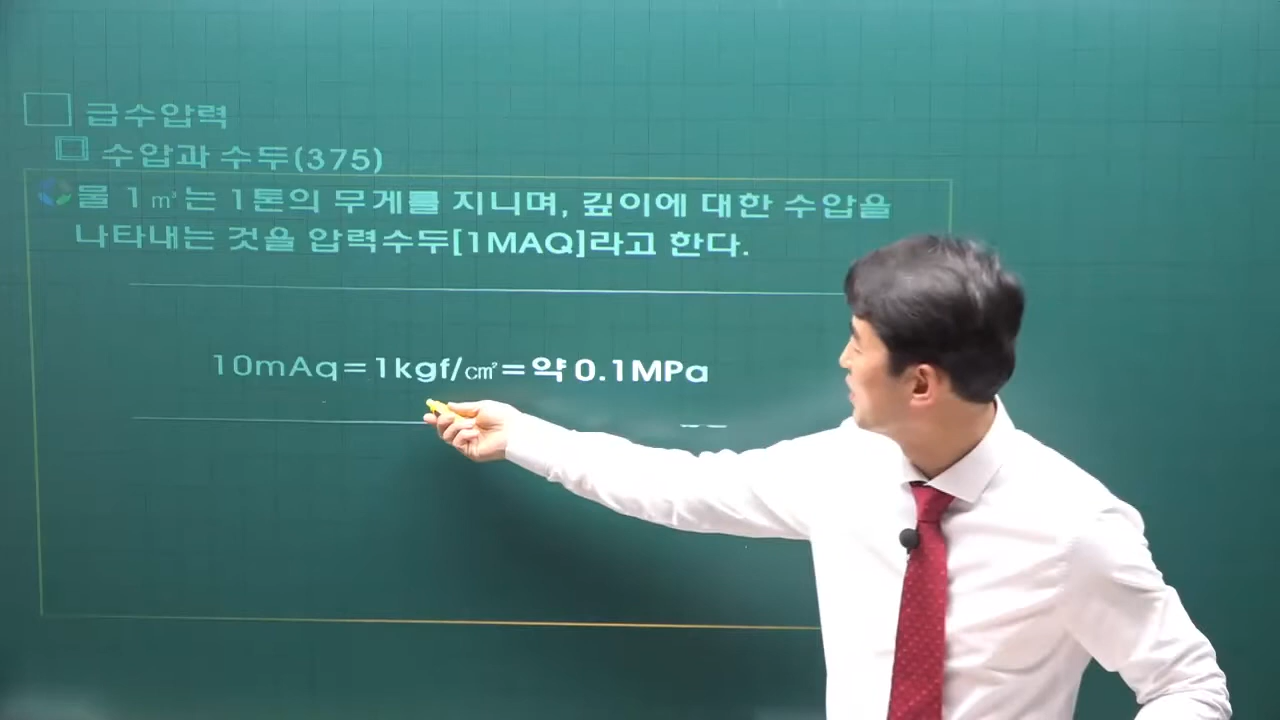 급수압력
수압과 수두(375)
물 1㎥는 1톤의 무게를 지니며, 깊이에 대한 수압을
나타내는 것을 압력수두[1MAQ]라고 한다.
10mAq=1kgf/㎠=약 0.1MPa